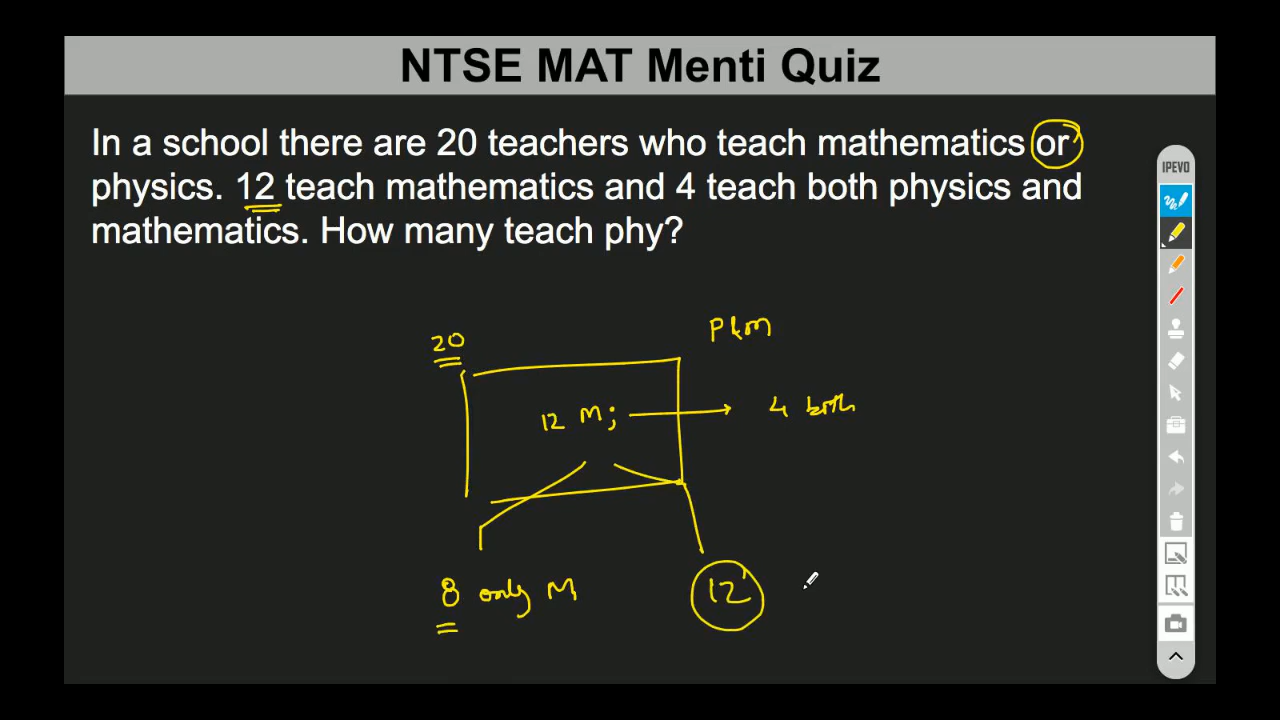 NTSE MAT Menti Quiz
In a school there are 20 teachers who teach mathematics or
physics. 12 teach mathematics and 4 teach both physics and
mathematics. How many teach phy?
IPEVO
P & M
20
12 M; → 4 both
8 only M
12